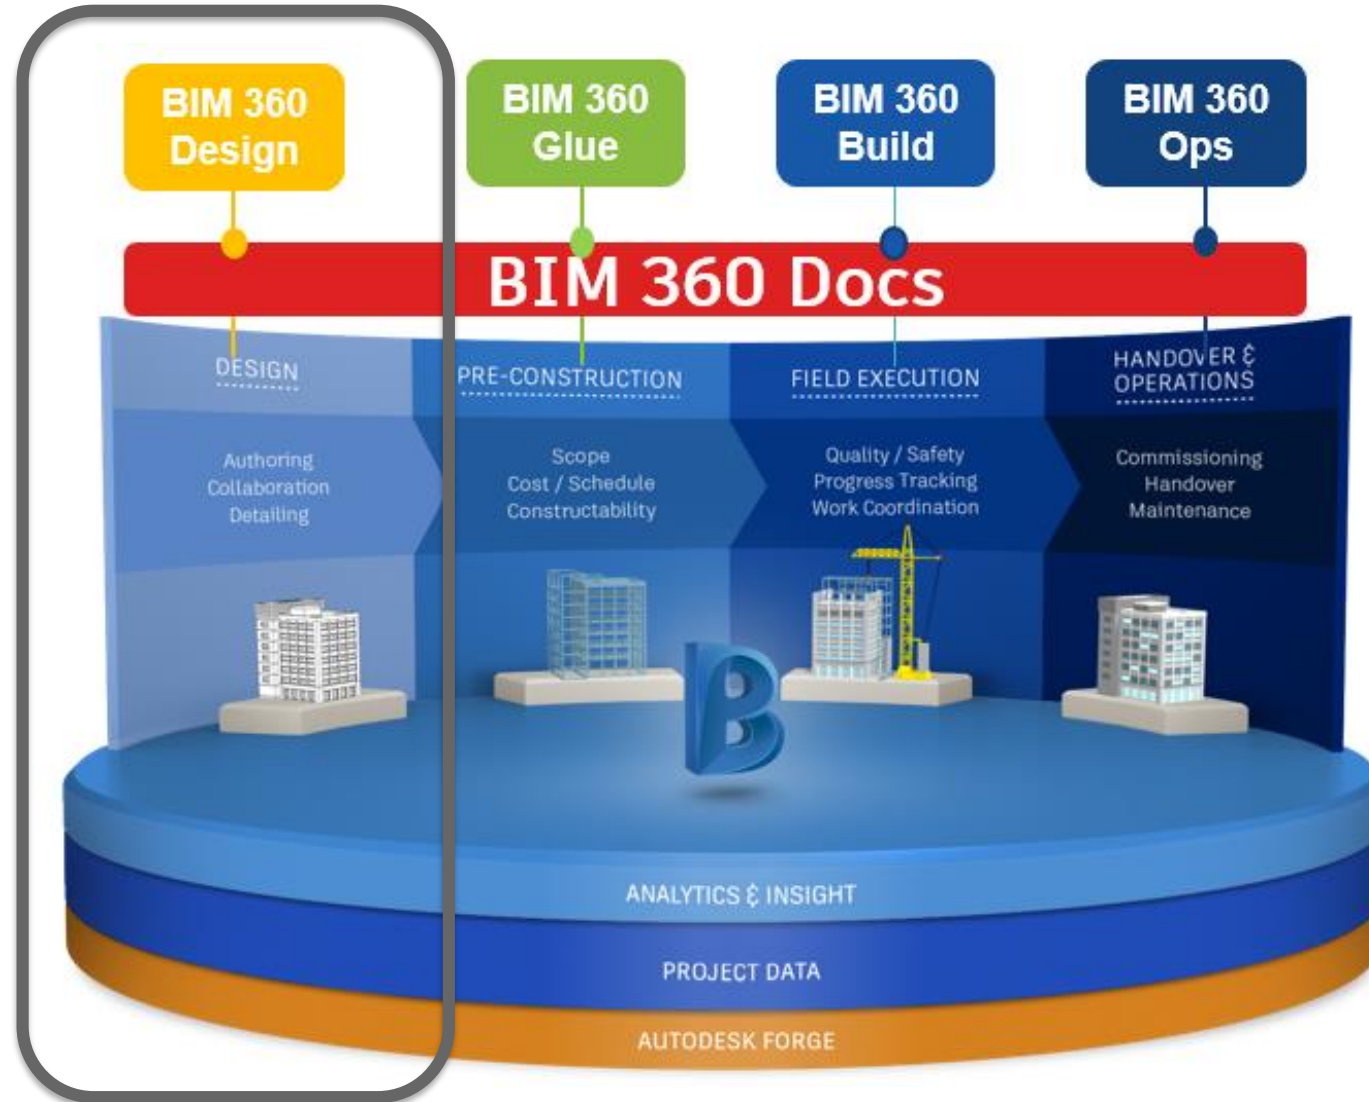 BIM 360
Design
BIM 360
Glue
BIM 360
Build
BIM 360
Ops
BIM 360 Docs
DESIGN
Authoring
Collaboration
Detailing
PRE-CONSTRUCTION
Scope
Cost / Schedule
Constructability
FIELD EXECUTION
Quality / Safety
Progress Tracking
Work Coordination
HANDOVER &
OPERATIONS
Commissioning
Handover
Maintenance
B
ANALYTICS & INSIGHT
PROJECT DATA
AUTODESK FORGE